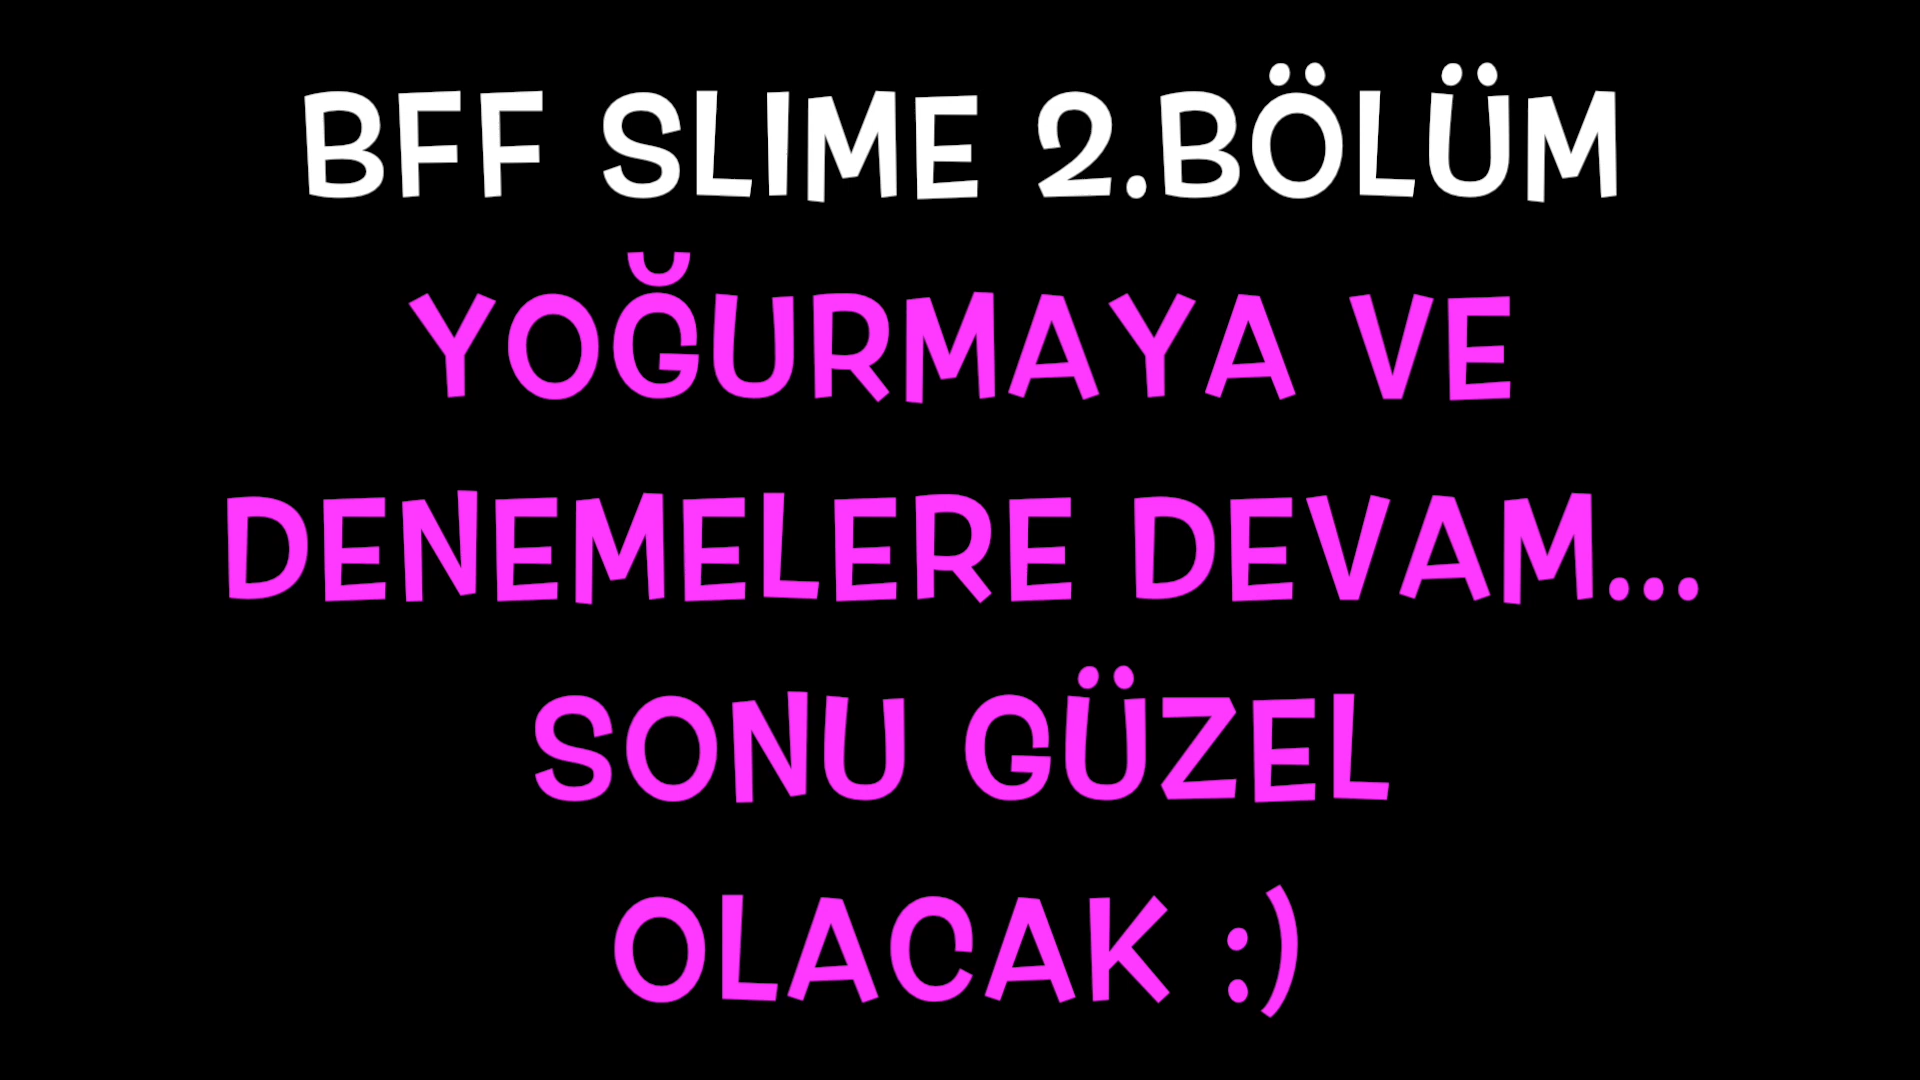 BFF SLIME 2.BÖLÜM
YOĞURMAYA VE
DENEMELERE DEVAM...
SONU GÜZEL
OLACAK :)